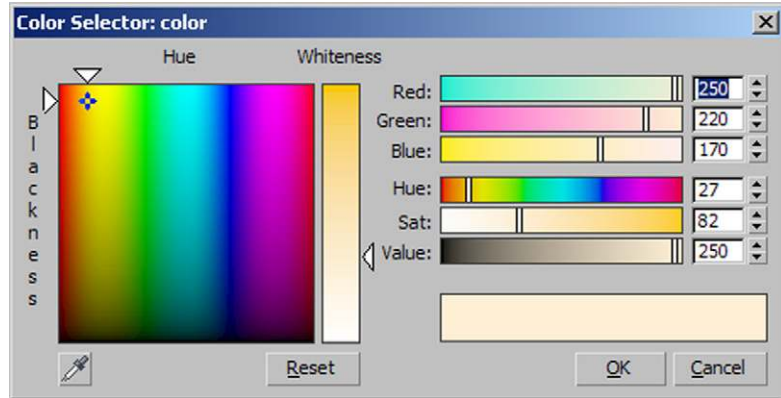 Color Selector: color
Hue
Whiteness
Blackness
Red: 250
Green: 220
Blue: 170
Hue: 27
Sat: 82
Value: 250
Reset
OK
Cancel